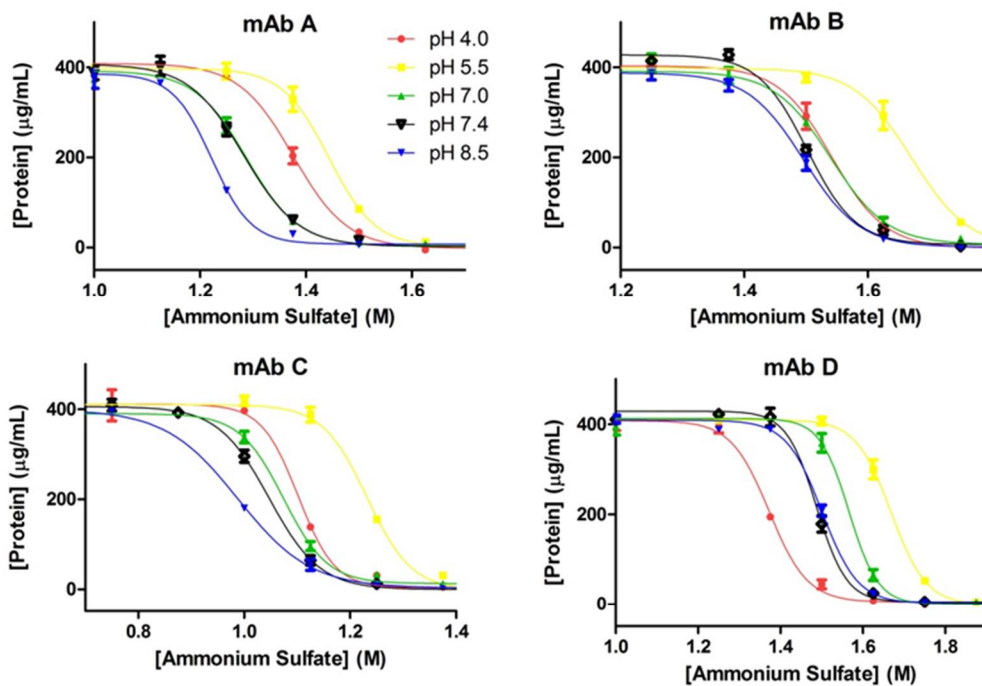 mAb A
pH 4.0
pH 5.5
pH 7.0
pH 7.4
pH 8.5
[Protein] (μg/mL)
400
200
0
1.0 1.2 1.4 1.6
[Ammonium Sulfate] (M)
mAb B
[Protein] (μg/mL)
400
200
0
1.2 1.4 1.6
[Ammonium Sulfate] (M)
mAb C
[Protein] (μg/mL)
400
200
0
0.8 1.0 1.2 1.4
[Ammonium Sulfate] (M)
mAb D
[Protein] (μg/mL)
400
200
0
1.0 1.2 1.4 1.6 1.8
[Ammonium Sulfate] (M)